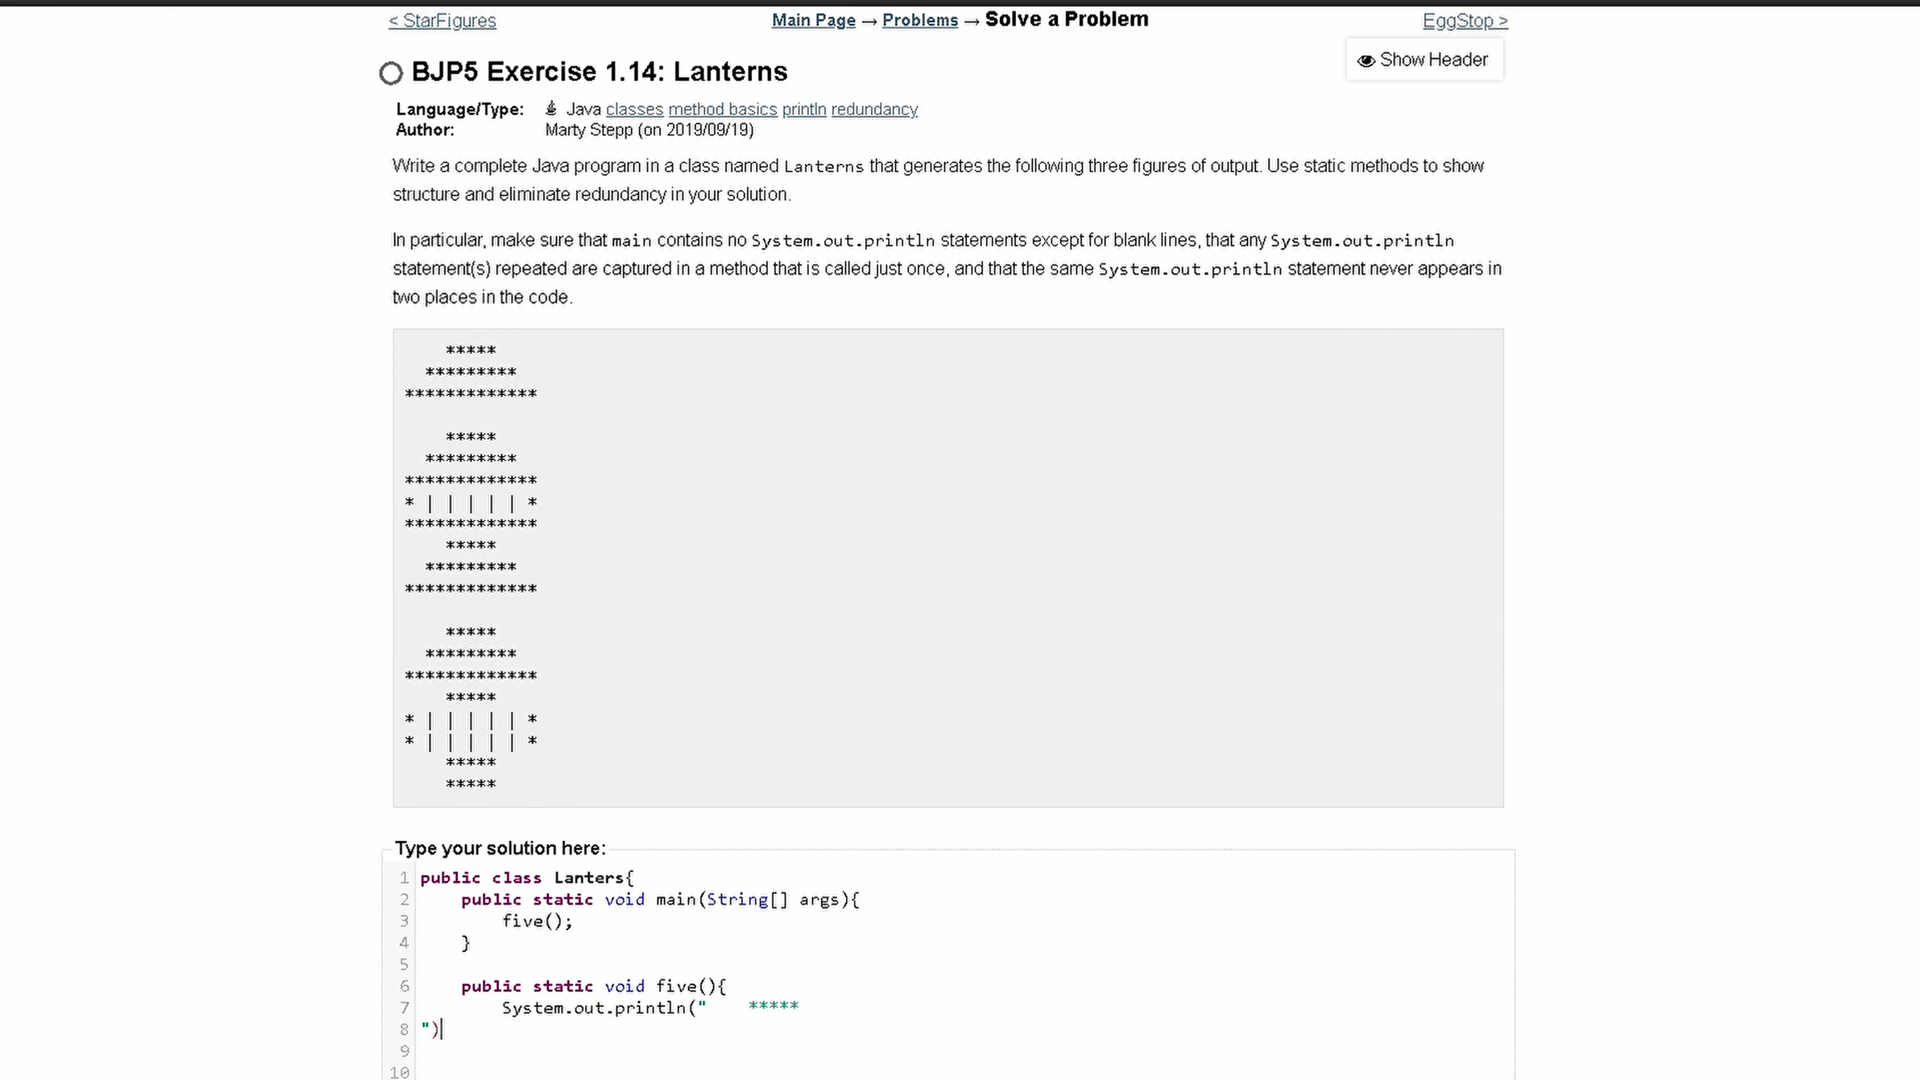 < StarFigures
Main Page → Problems → Solve a Problem
EggStop >
Show Header
BJP5 Exercise 1.14: Lanterns
Language/Type: Java classes method basics println redundancy
Author: Marty Stepp (on 2019/09/19)
Write a complete Java program in a class named Lanterns that generates the following three figures of output. Use static methods to show
structure and eliminate redundancy in your solution.
In particular, make sure that main contains no System.out.println statements except for blank lines, that any System.out.println
statement(s) repeated are captured in a method that is called just once, and that the same System.out.println statement never appears in
two places in the code.
    *****
  *********
*************

    *****
  *********
*************
* | | | | | *
*************
    *****
  *********
*************

    *****
  *********
*************
    *****
* | | | | | *
* | | | | | *
    *****
    *****
Type your solution here:
1 public class Lanters{
2     public static void main(String[] args){
3         five();
4     }
5
6     public static void five(){
7         System.out.println("    *****
8 ")
9
10